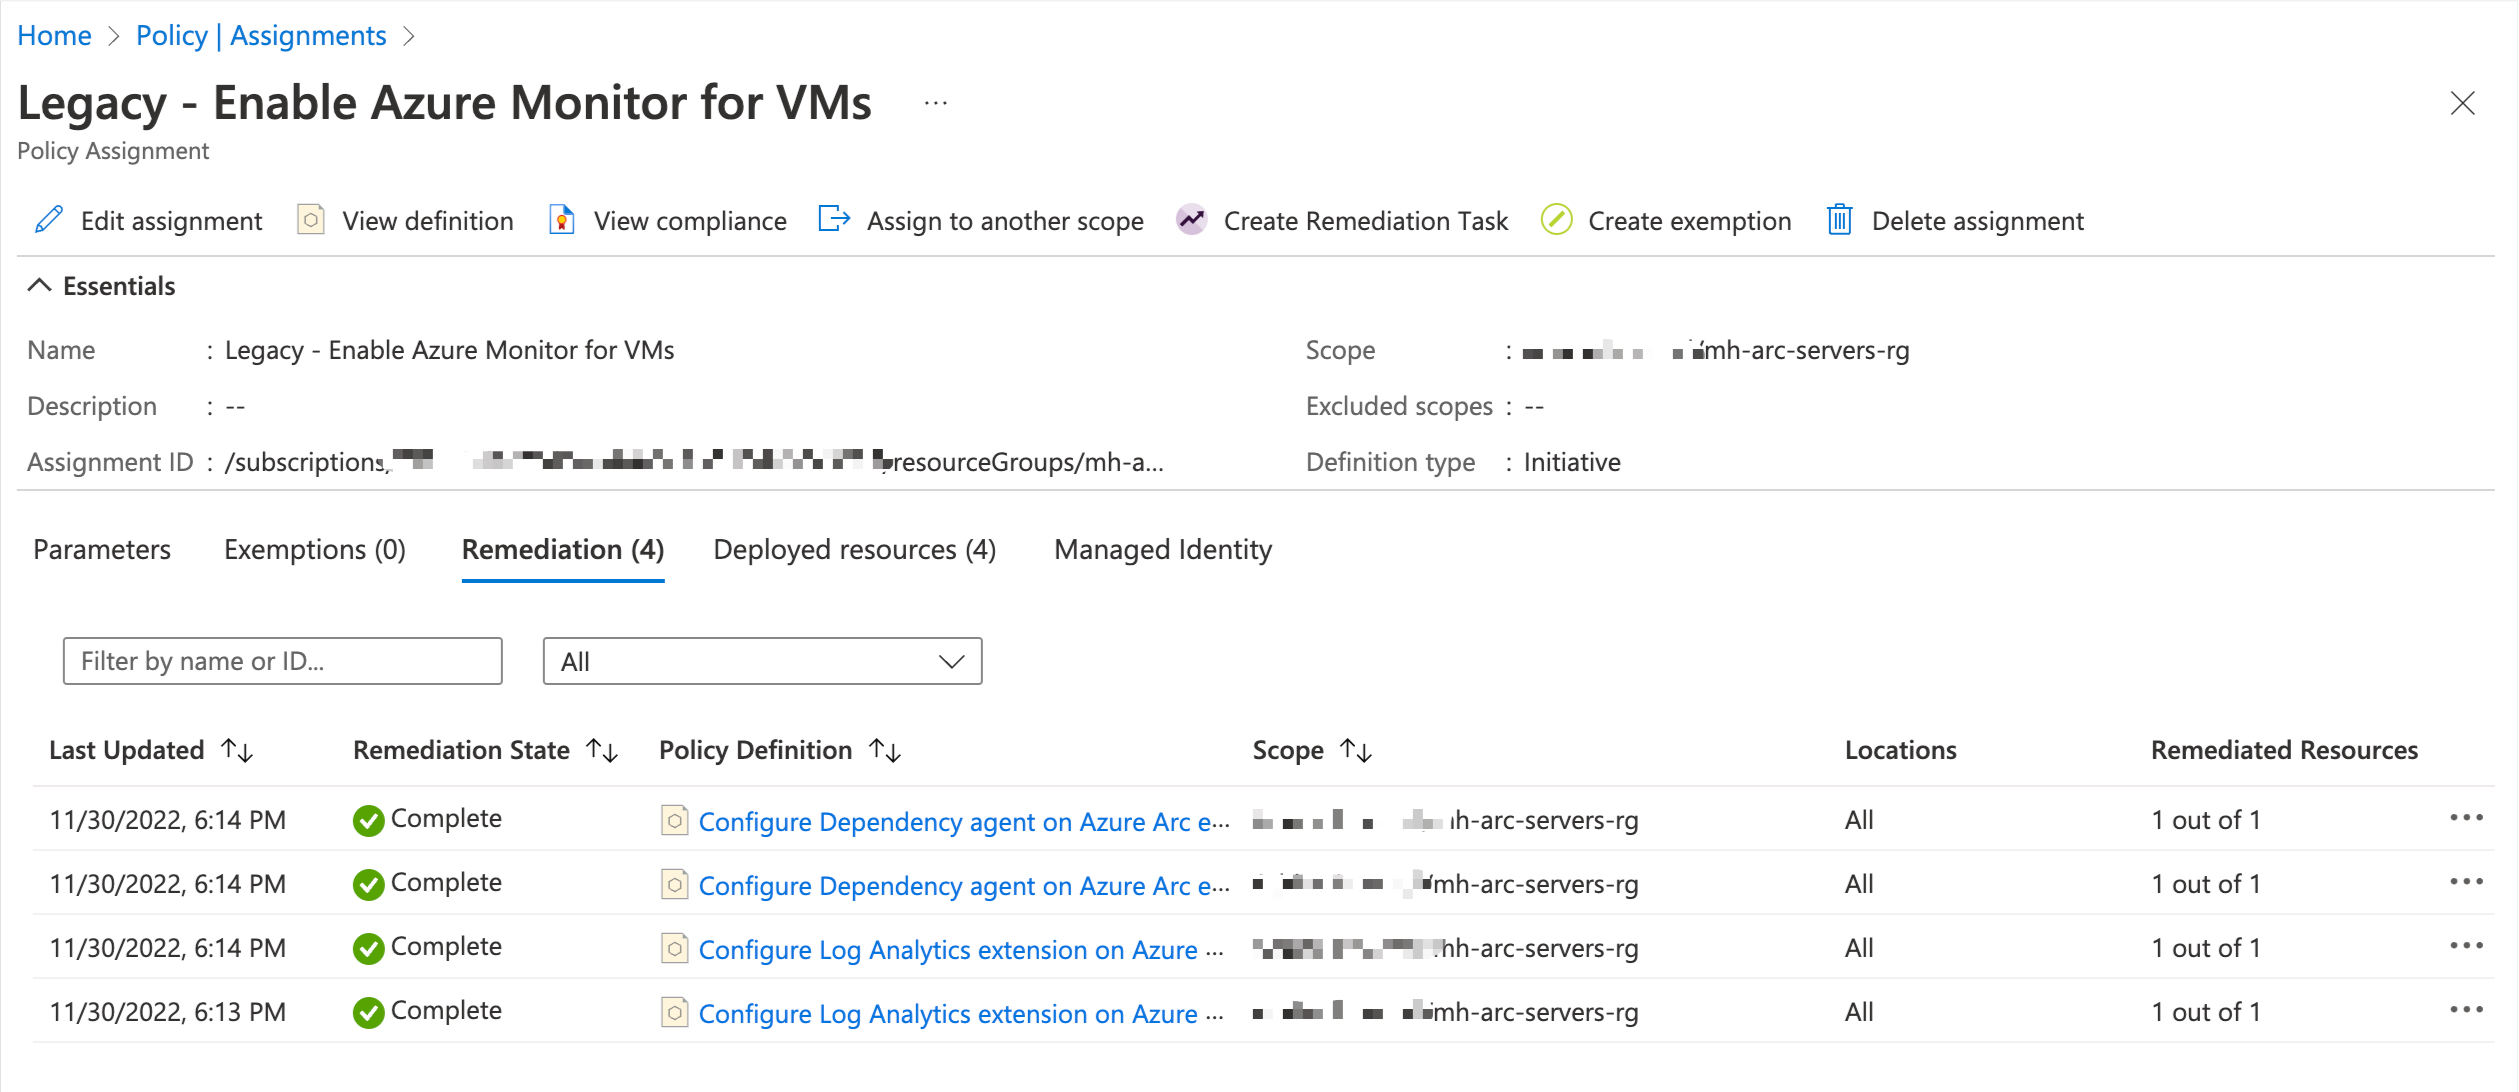 Home > Policy | Assignments >
Legacy - Enable Azure Monitor for VMs ...
Policy Assignment
Edit assignment View definition View compliance Assign to another scope Create Remediation Task Create exemption Delete assignment
Essentials
Name : Legacy - Enable Azure Monitor for VMs Scope : mh-arc-servers-rg
Description : -- Excluded scopes : --
Assignment ID : /subscriptions resourceGroups/mh-a... Definition type : Initiative
Parameters Exemptions (0) Remediation (4) Deployed resources (4) Managed Identity
Filter by name or ID... All
Last Updated Remediation State Policy Definition Scope Locations Remediated Resources
11/30/2022, 6:14 PM Complete Configure Dependency agent on Azure Arc e... h-arc-servers-rg All 1 out of 1 ...
11/30/2022, 6:14 PM Complete Configure Dependency agent on Azure Arc e... mh-arc-servers-rg All 1 out of 1 ...
11/30/2022, 6:14 PM Complete Configure Log Analytics extension on Azure ... mh-arc-servers-rg All 1 out of 1 ...
11/30/2022, 6:13 PM Complete Configure Log Analytics extension on Azure ... mh-arc-servers-rg All 1 out of 1 ...